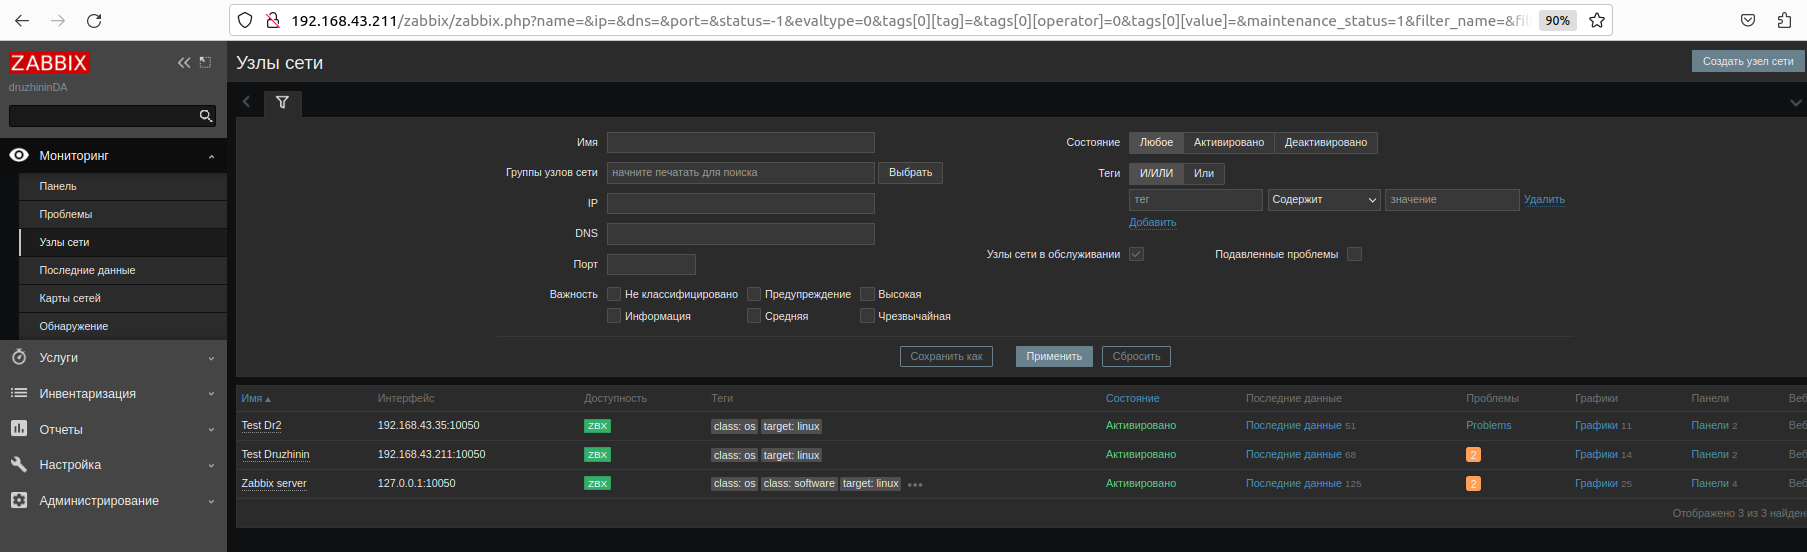 192.168.43.211/zabbix/zabbix.php?name=&ip=&dns=&port=&status=-1&evaltype=0&tags[0][tag]=&tags[0][operator]=0&tags[0][value]=&maintenance_status=1&filter_name=&fil 90%
ZABBIX
druzhininDA
Мониторинг
Панель
Проблемы
Узлы сети
Последние данные
Карты сетей
Обнаружение
Услуги
Инвентаризация
Отчеты
Настройка
Администрирование
Узлы сети
Создать узел сети
Имя
Группы узлов сети начните печатать для поиска Выбрать
IP
DNS
Порт
Важность Не классифицировано Предупреждение Высокая
Информация Средняя Чрезвычайная
Состояние Любое Активировано Деактивировано
Теги И/ИЛИ Или
тег Содержит значение Удалить
Добавить
Узлы сети в обслуживании Подавленные проблемы
Сохранить как Применить Сбросить
Имя Интерфейс Доступность Теги Состояние Последние данные Проблемы Графики Панели Веб
Test Dr2 192.168.43.35:10050 ZBX class: os target: linux Активировано Последние данные 51 Problems Графики 11 Панели 2 Веб
Test Druzhinin 192.168.43.211:10050 ZBX class: os target: linux Активировано Последние данные 68 2 Графики 14 Панели 2 Веб
Zabbix server 127.0.0.1:10050 ZBX class: os class: software target: linux ••• Активировано Последние данные 125 2 Графики 25 Панели 4 Веб
Отображено 3 из 3 найден